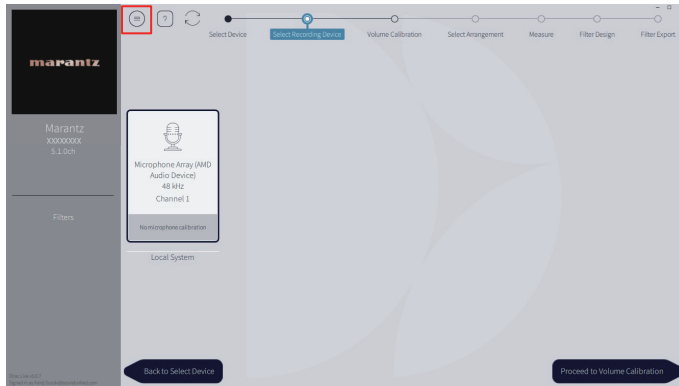 ?
Select Device
Select Recording Device
Volume Calibration
Select Arrangement
Measure
Filter Design
Filter Export
marantz
Marantz
XXXXXXXX
5.1.0ch
Filters
Microphone Array (AMD
Audio Device)
48 kHz
Channel 1
No microphone calibration
Local System
Back to Select Device
Proceed to Volume Calibration